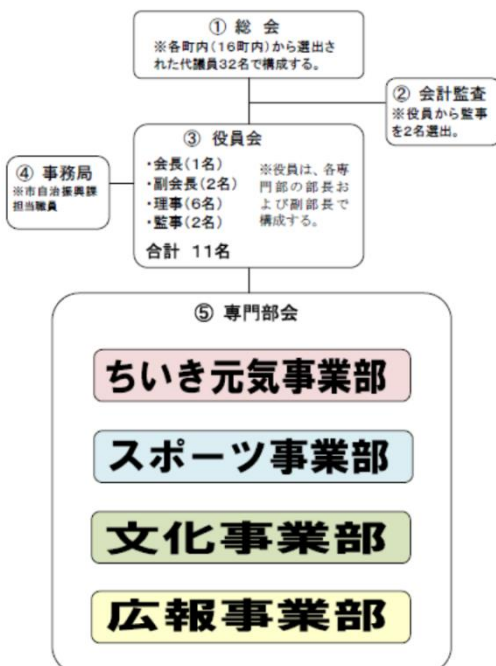 ① 総 会
※各町内(16町内)から選出さ
れた代議員32名で構成する。
② 会計監査
※役員から監事
を2名選出。
③ 役員会
・会長(1名)
・副会長(2名)
・理事(6名)
・監事(2名)
合計 11名
※役員は、各専
門部の部長お
よび副部長で
構成する。
④ 事務局
※市自治振興課
担当職員
⑤ 専門部会
ちいき元気事業部
スポーツ事業部
文化事業部
広報事業部